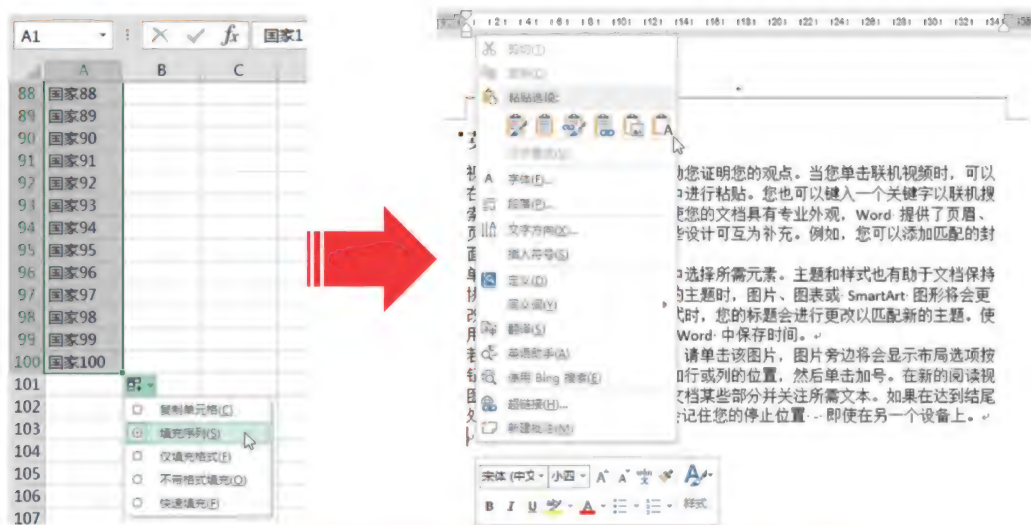 A1
国家1
A B C
88 国家88
89 国家89
90 国家90
91 国家91
92 国家92
93 国家93
94 国家94
95 国家95
96 国家96
97 国家97
98 国家98
99 国家99
100 国家100
101
102
103
104
105
106
107
复制单元格(C)
填充序列(S)
仅填充格式(F)
不带格式填充(O)
快速填充(F)
剪切(T)
复制(C)
粘贴选项:
字体(F)...
段落(P)...
文字方向(X)...
插入符号(S)
定义(D)
同义词(Y)
翻译(S)
英语助手(A)
使用 Bing 搜索(E)
超链接(H)...
新建批注(M)
助您证明您的观点。当您单击联机视频时，可以
中进行粘贴。您也可以键入一个关键字以联机搜
使您的文档具有专业外观，Word 提供了页眉、
些设计可互为补充。例如，您可以添加匹配的封
中选择所需元素。主题和样式也有助于文档保持
的主题时，图片、图表或 SmartArt 图形将会更
式时，您的标题会进行更改以匹配新的主题。使
Word 中保存时间。
请单击该图片，图片旁边将会显示布局选项按
加行或列的位置，然后单击加号。在新的阅读视
文档某些部分并关注所需文本。如果在达到结尾
会记住您的停止位置 - 即使在另一个设备上。
宋体 (中文 小四 A A
B I U A 样式